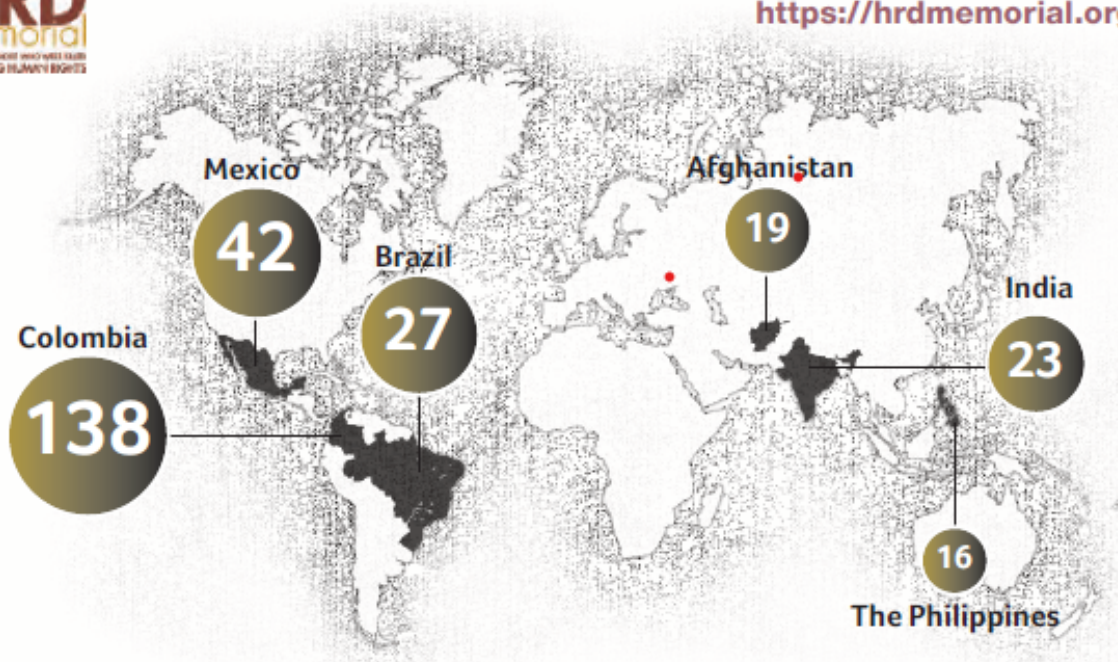 RD
morial
https://hrdmemorial.or
Mexico
42
Afghanistan
19
Brazil
27
India
23
Colombia
138
16
The Philippines